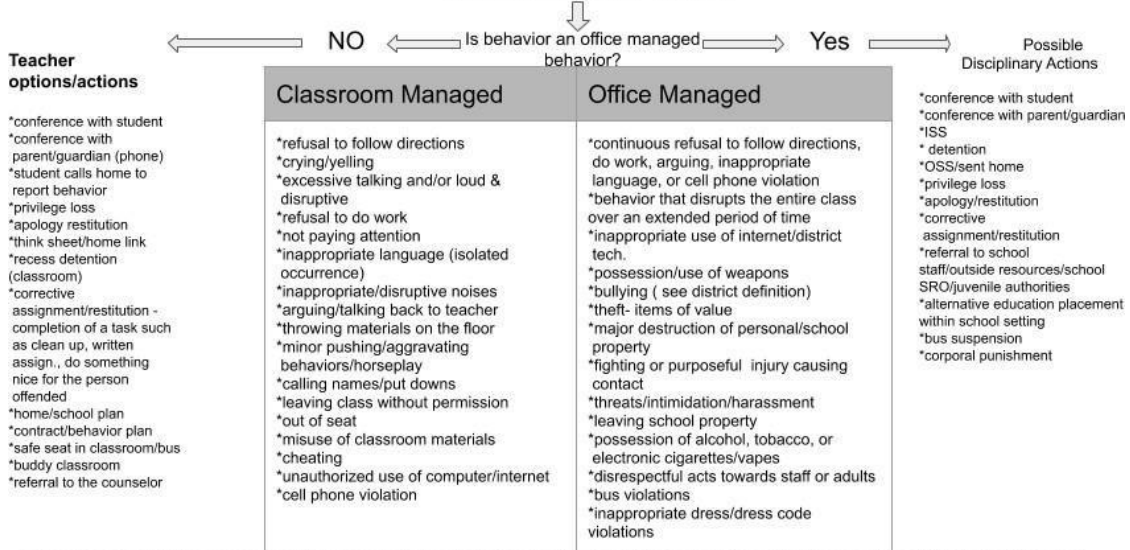 NO
Is behavior an office managed
behavior?
Yes
Teacher
options/actions
*conference with student
*conference with
parent/guardian (phone)
*student calls home to
report behavior
*privilege loss
*apology restitution
*think sheet/home link
*recess detention
(classroom)
*corrective
assignment/restitution -
completion of a task such
as clean up, written
assign., do something
nice for the person
offended
*home/school plan
*contract/behavior plan
*safe seat in classroom/bus
*buddy classroom
*referral to the counselor
Classroom Managed
*refusal to follow directions
*crying/yelling
*excessive talking and/or loud &
disruptive
*refusal to do work
*not paying attention
*inappropriate language (isolated
occurrence)
*inappropriate/disruptive noises
*arguing/talking back to teacher
*throwing materials on the floor
*minor pushing/aggravating
behaviors/horseplay
*calling names/put downs
*leaving class without permission
*out of seat
*misuse of classroom materials
*cheating
*unauthorized use of computer/internet
*cell phone violation
Office Managed
*continuous refusal to follow directions,
do work, arguing, inappropriate
language, or cell phone violation
*behavior that disrupts the entire class
over an extended period of time
*inappropriate use of internet/district
tech.
*possession/use of weapons
*bullying ( see district definition)
*theft- items of value
*major destruction of personal/school
property
*fighting or purposeful injury causing
contact
*threats/intimidation/harassment
*leaving school property
*possession of alcohol, tobacco, or
electronic cigarettes/vapes
*disrespectful acts towards staff or adults
*bus violations
*inappropriate dress/dress code
violations
Possible
Disciplinary Actions
*conference with student
*conference with parent/guardian
*ISS
* detention
*OSS/sent home
*privilege loss
*apology/restitution
*corrective
assignment/restitution
*referral to school
staff/outside resources/school
SRO/juvenile authorities
*alternative education placement
within school setting
*bus suspension
*corporal punishment